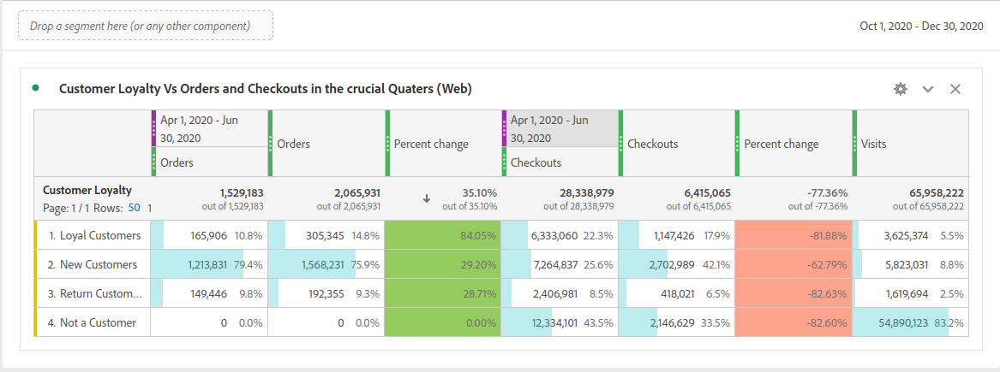 Drop a segment here (or any other component)
Oct 1, 2020 - Dec 30, 2020
Customer Loyalty Vs Orders and Checkouts in the crucial Quaters (Web)
Apr 1, 2020 - Jun 30, 2020 Orders
Orders
Percent change
Apr 1, 2020 - Jun 30, 2020 Checkouts
Checkouts
Percent change
Visits
Customer Loyalty 1,529,183 2,065,931 35.10% 28,338,979 6,415,065 -77.36% 65,958,222
Page: 1 / 1 Rows: 50 1 out of 1,529,183 out of 2,065,931 out of 35.10% out of 28,338,979 out of 6,415,065 out of -77.36% out of 65,958,222
1. Loyal Customers 165,906 10.8% 305,345 14.8% 84.05% 6,333,060 22.3% 1,147,426 17.9% -81.88% 3,625,374 5.5%
2. New Customers 1,213,831 79.4% 1,568,231 75.9% 29.20% 7,264,837 25.6% 2,702,989 42.1% -62.79% 5,823,031 8.8%
3. Return Custom... 149,446 9.8% 192,355 9.3% 28.71% 2,406,981 8.5% 418,021 6.5% -82.63% 1,619,694 2.5%
4. Not a Customer 0 0.0% 0 0.0% 0.00% 12,334,101 43.5% 2,146,629 33.5% -82.60% 54,890,123 83.2%